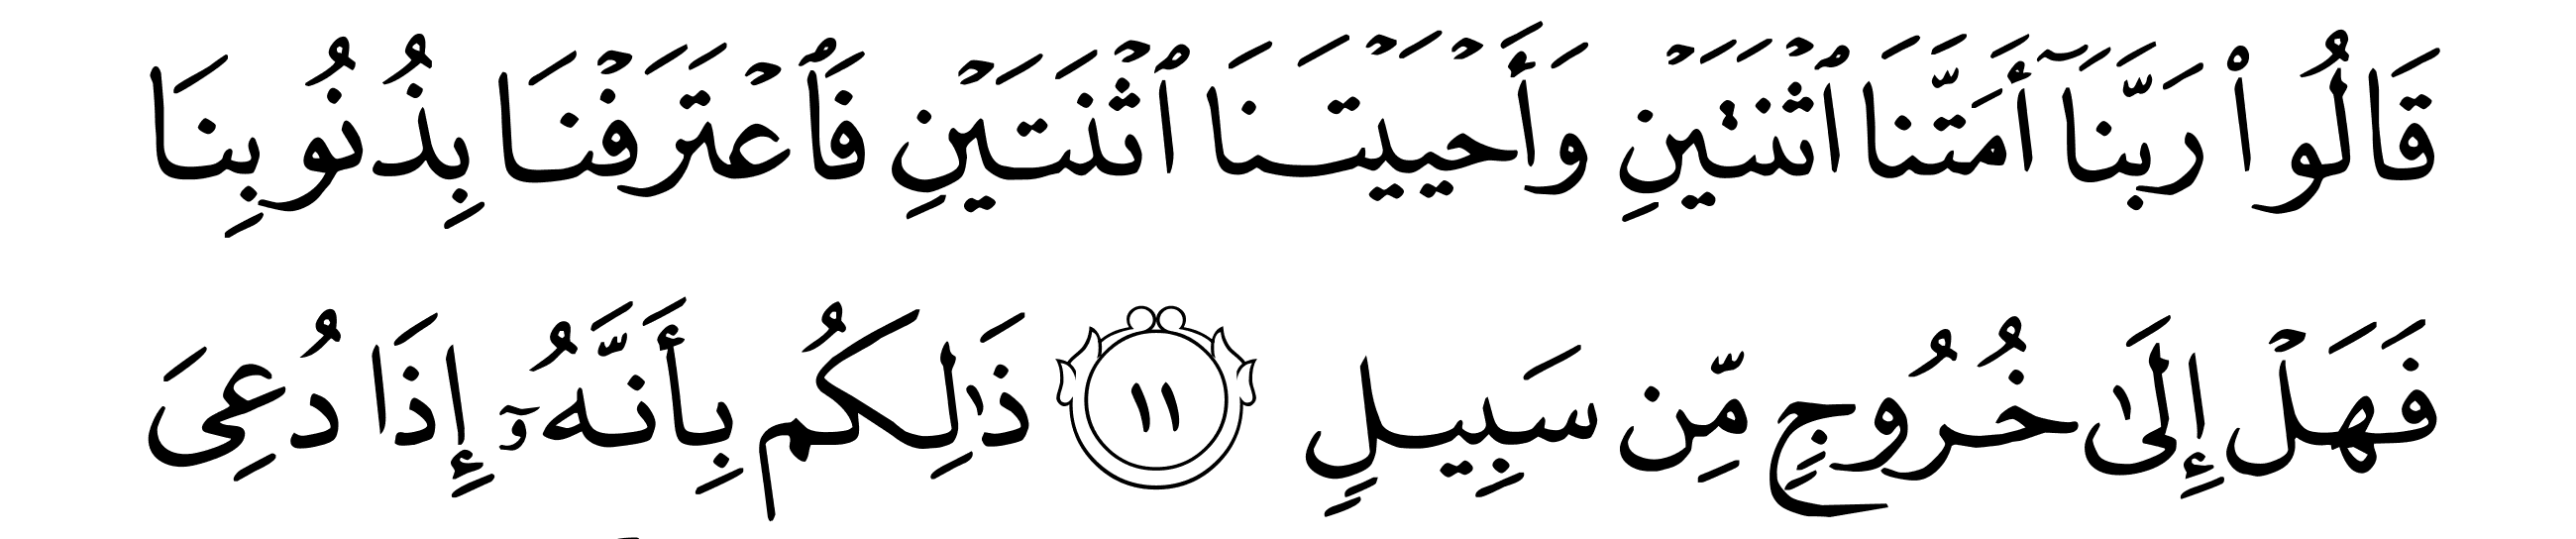 قَالُوا۟ رَبَّنَآ أَمَتَّنَا ٱثْنَتَيْنِ وَأَحْيَيْتَنَا ٱثْنَتَيْنِ فَٱعْتَرَفْنَا بِذُنُوبِنَا
فَهَلْ إِلَىٰ خُرُوجٍ مِّن سَبِيلٍ ١١ ذَٰلِكُم بِأَنَّهُۥٓ إِذَا دُعِىَ